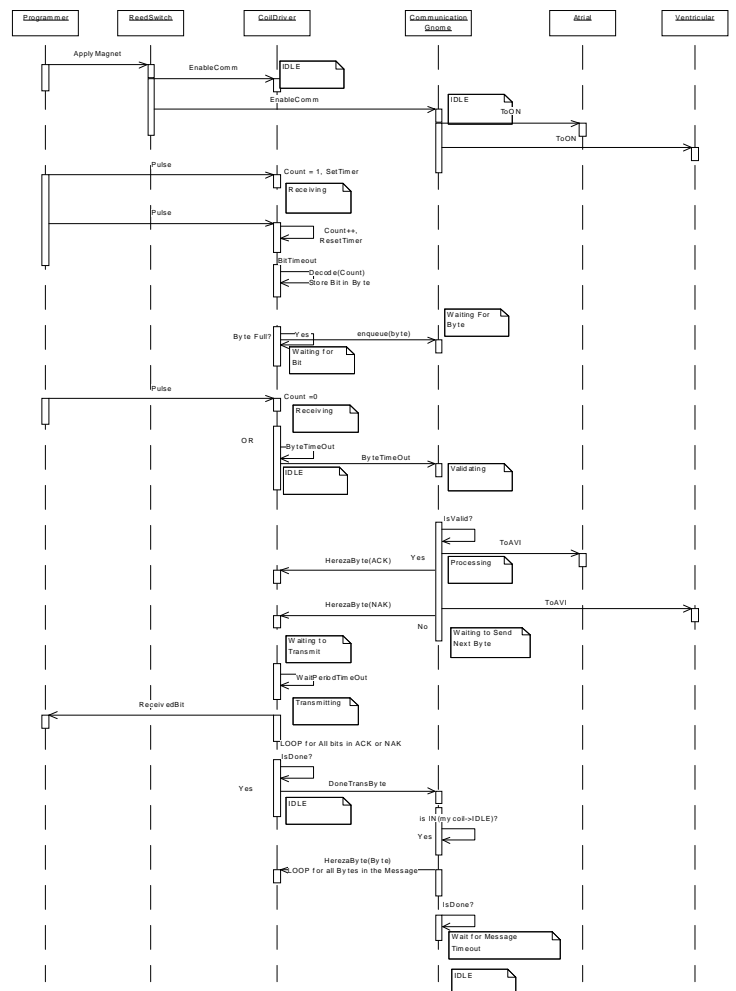 Programmer
ReedSwitch
CoilDriver
Communication
Gnome
Atrial
Ventricular
Apply Magnet
EnableComm
IDLE
EnableComm
IDLE
ToON
ToON
Pulse
Count = 1, SetTimer
Receiving
Pulse
Count++,
ResetTimer
BitTimeout
Decode(Count)
Store Bit in Byte
Waiting For
Byte
Byte Full?
Yes
enqueue(byte)
Waiting for
Bit
Pulse
Count =0
Receiving
OR
ByteTimeOut
ByteTimeOut
IDLE
Validating
IsValid?
ToAVI
Yes
HerezaByte(ACK)
Processing
HerezaByte(NAK)
ToAVI
No
Waiting to
Transmit
Waiting to Send
Next Byte
WaitPeriodTimeOut
ReceivedBit
Transmitting
LOOP for All bits in ACK or NAK
IsDone?
Yes
DoneTransByte
IDLE
is IN(my coil->IDLE)?
Yes
HerezaByte(Byte)
LOOP for all Bytes in the Message
IsDone?
Wait for Message
Timeout
IDLE